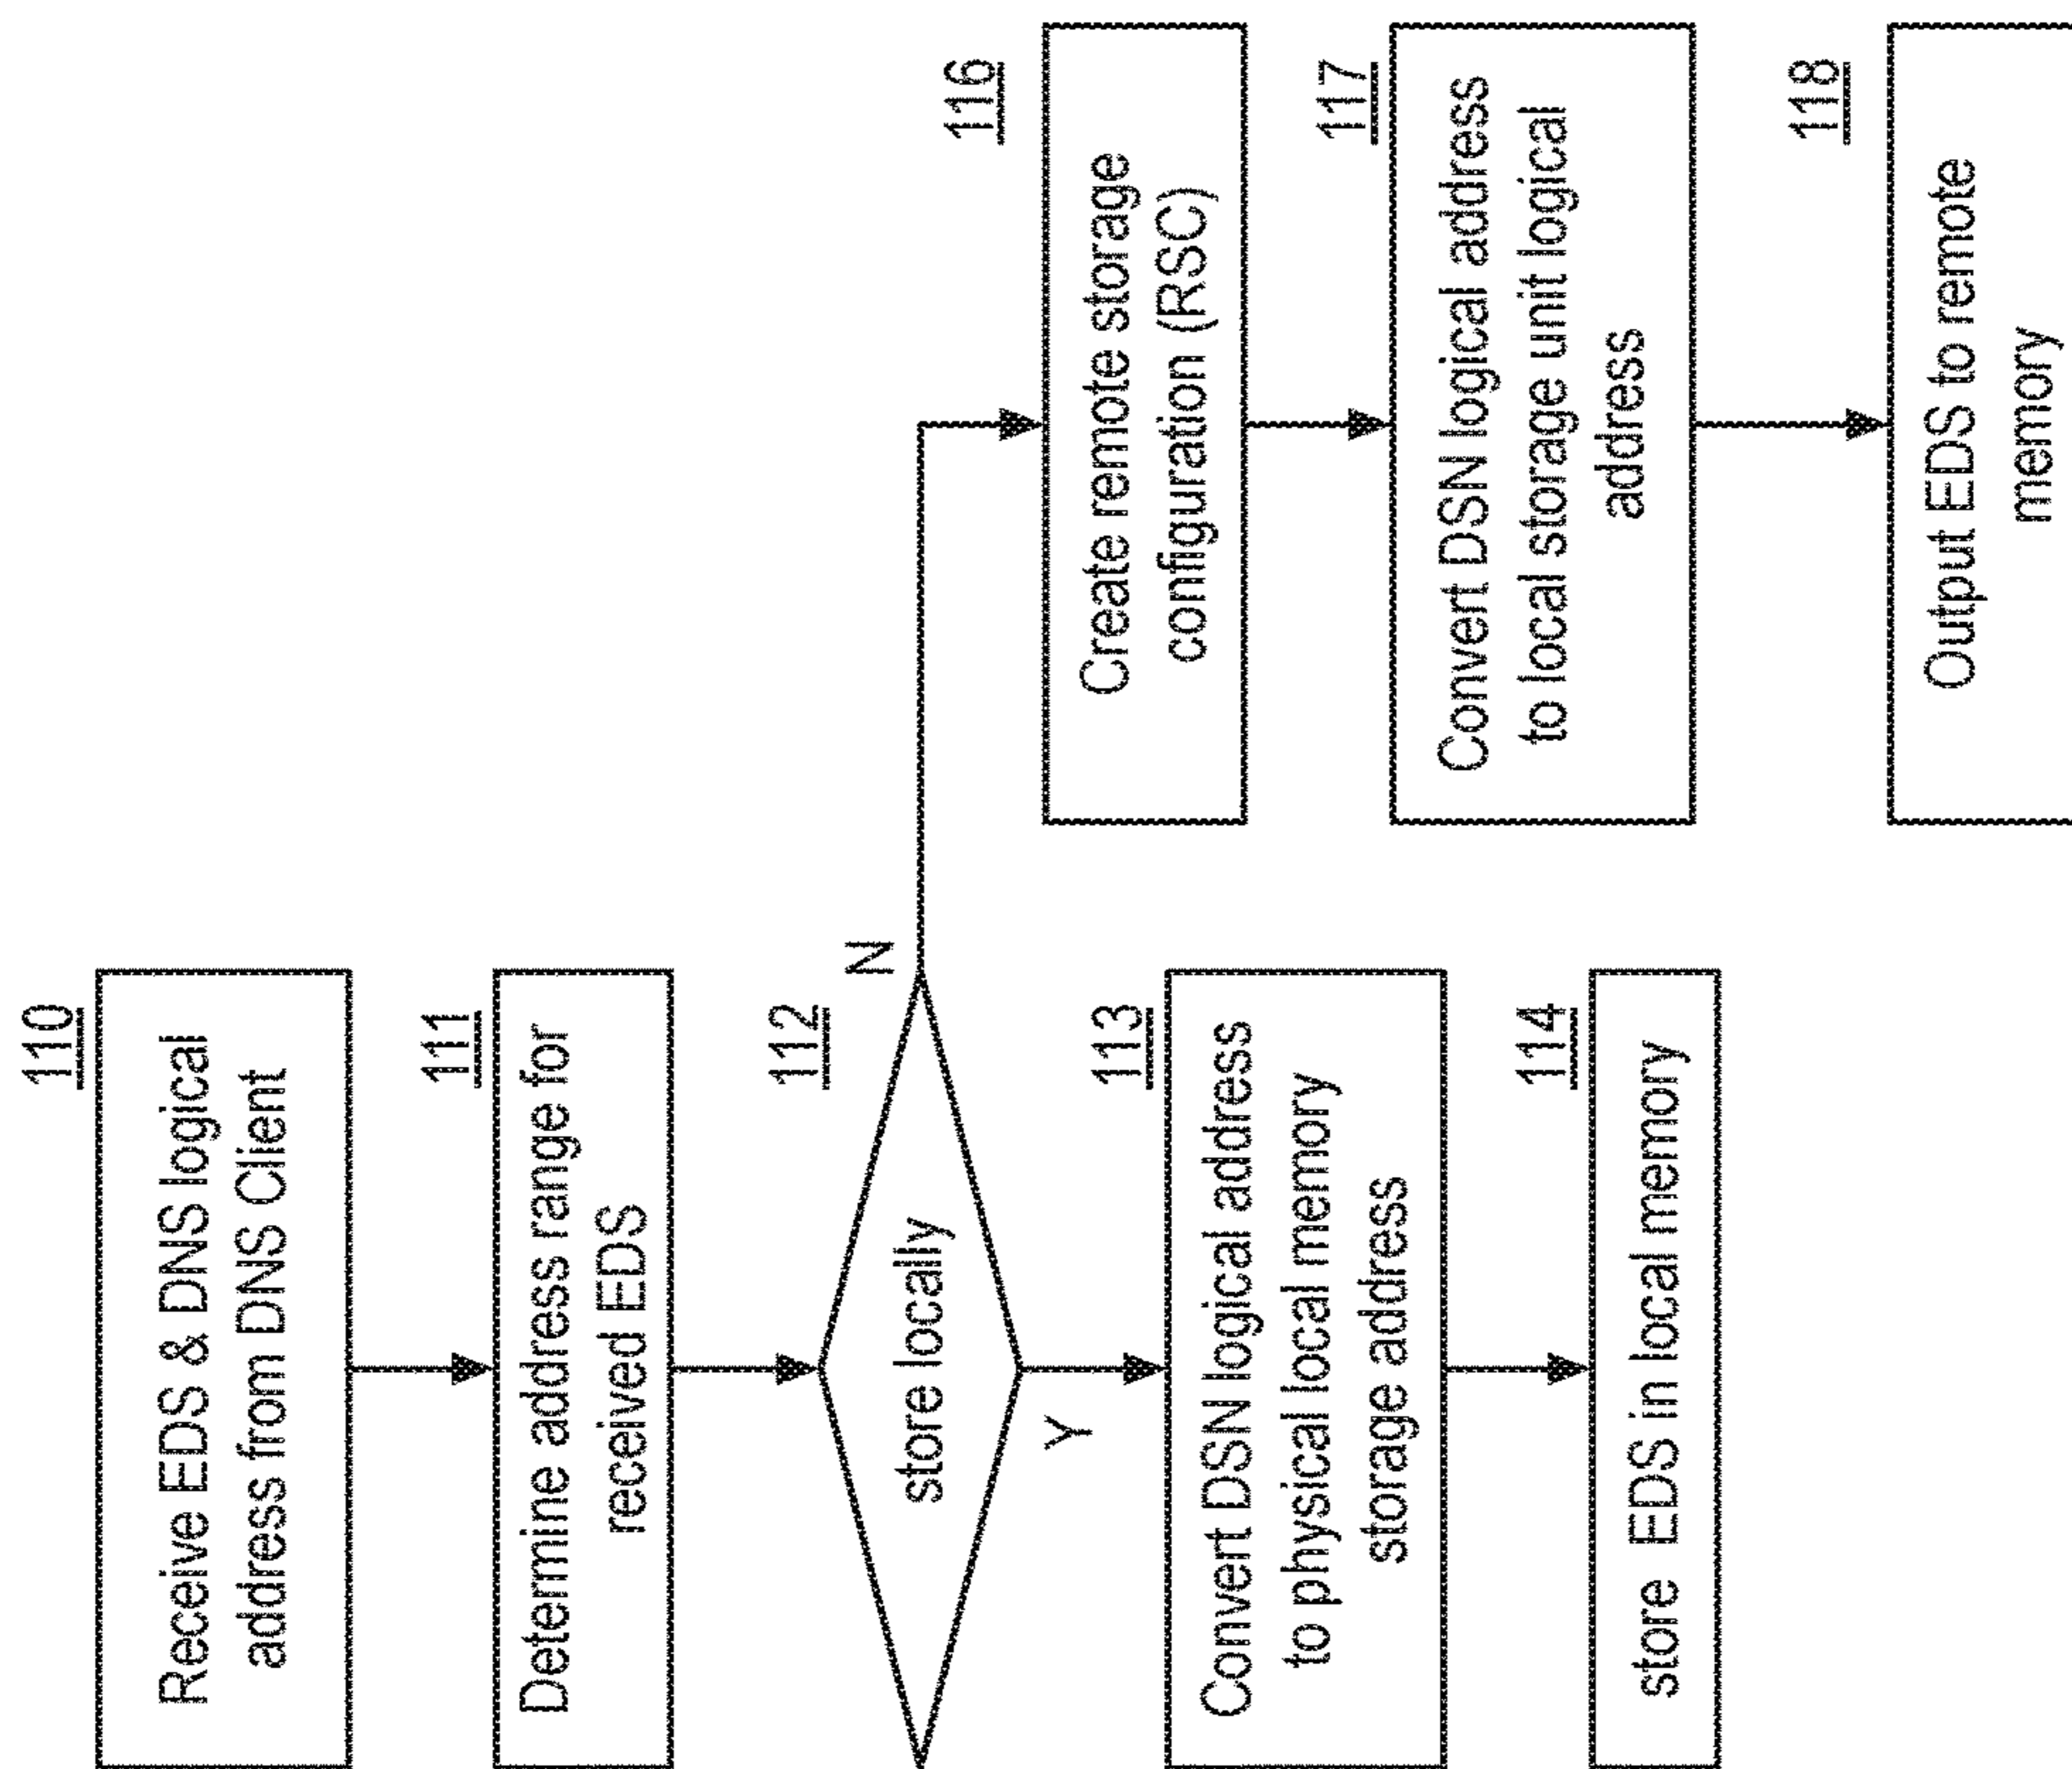 110
Receive EDS & DNS logical
address from DNS Client
111
Determine address range for
received EDS
112
store locally
N
Y
113
Convert DSN logical address
to physical local memory
storage address
114
store EDS in local memory
116
Create remote storage
configuration (RSC)
117
Convert DSN logical address
to local storage unit logical
address
118
Output EDS to remote
memory